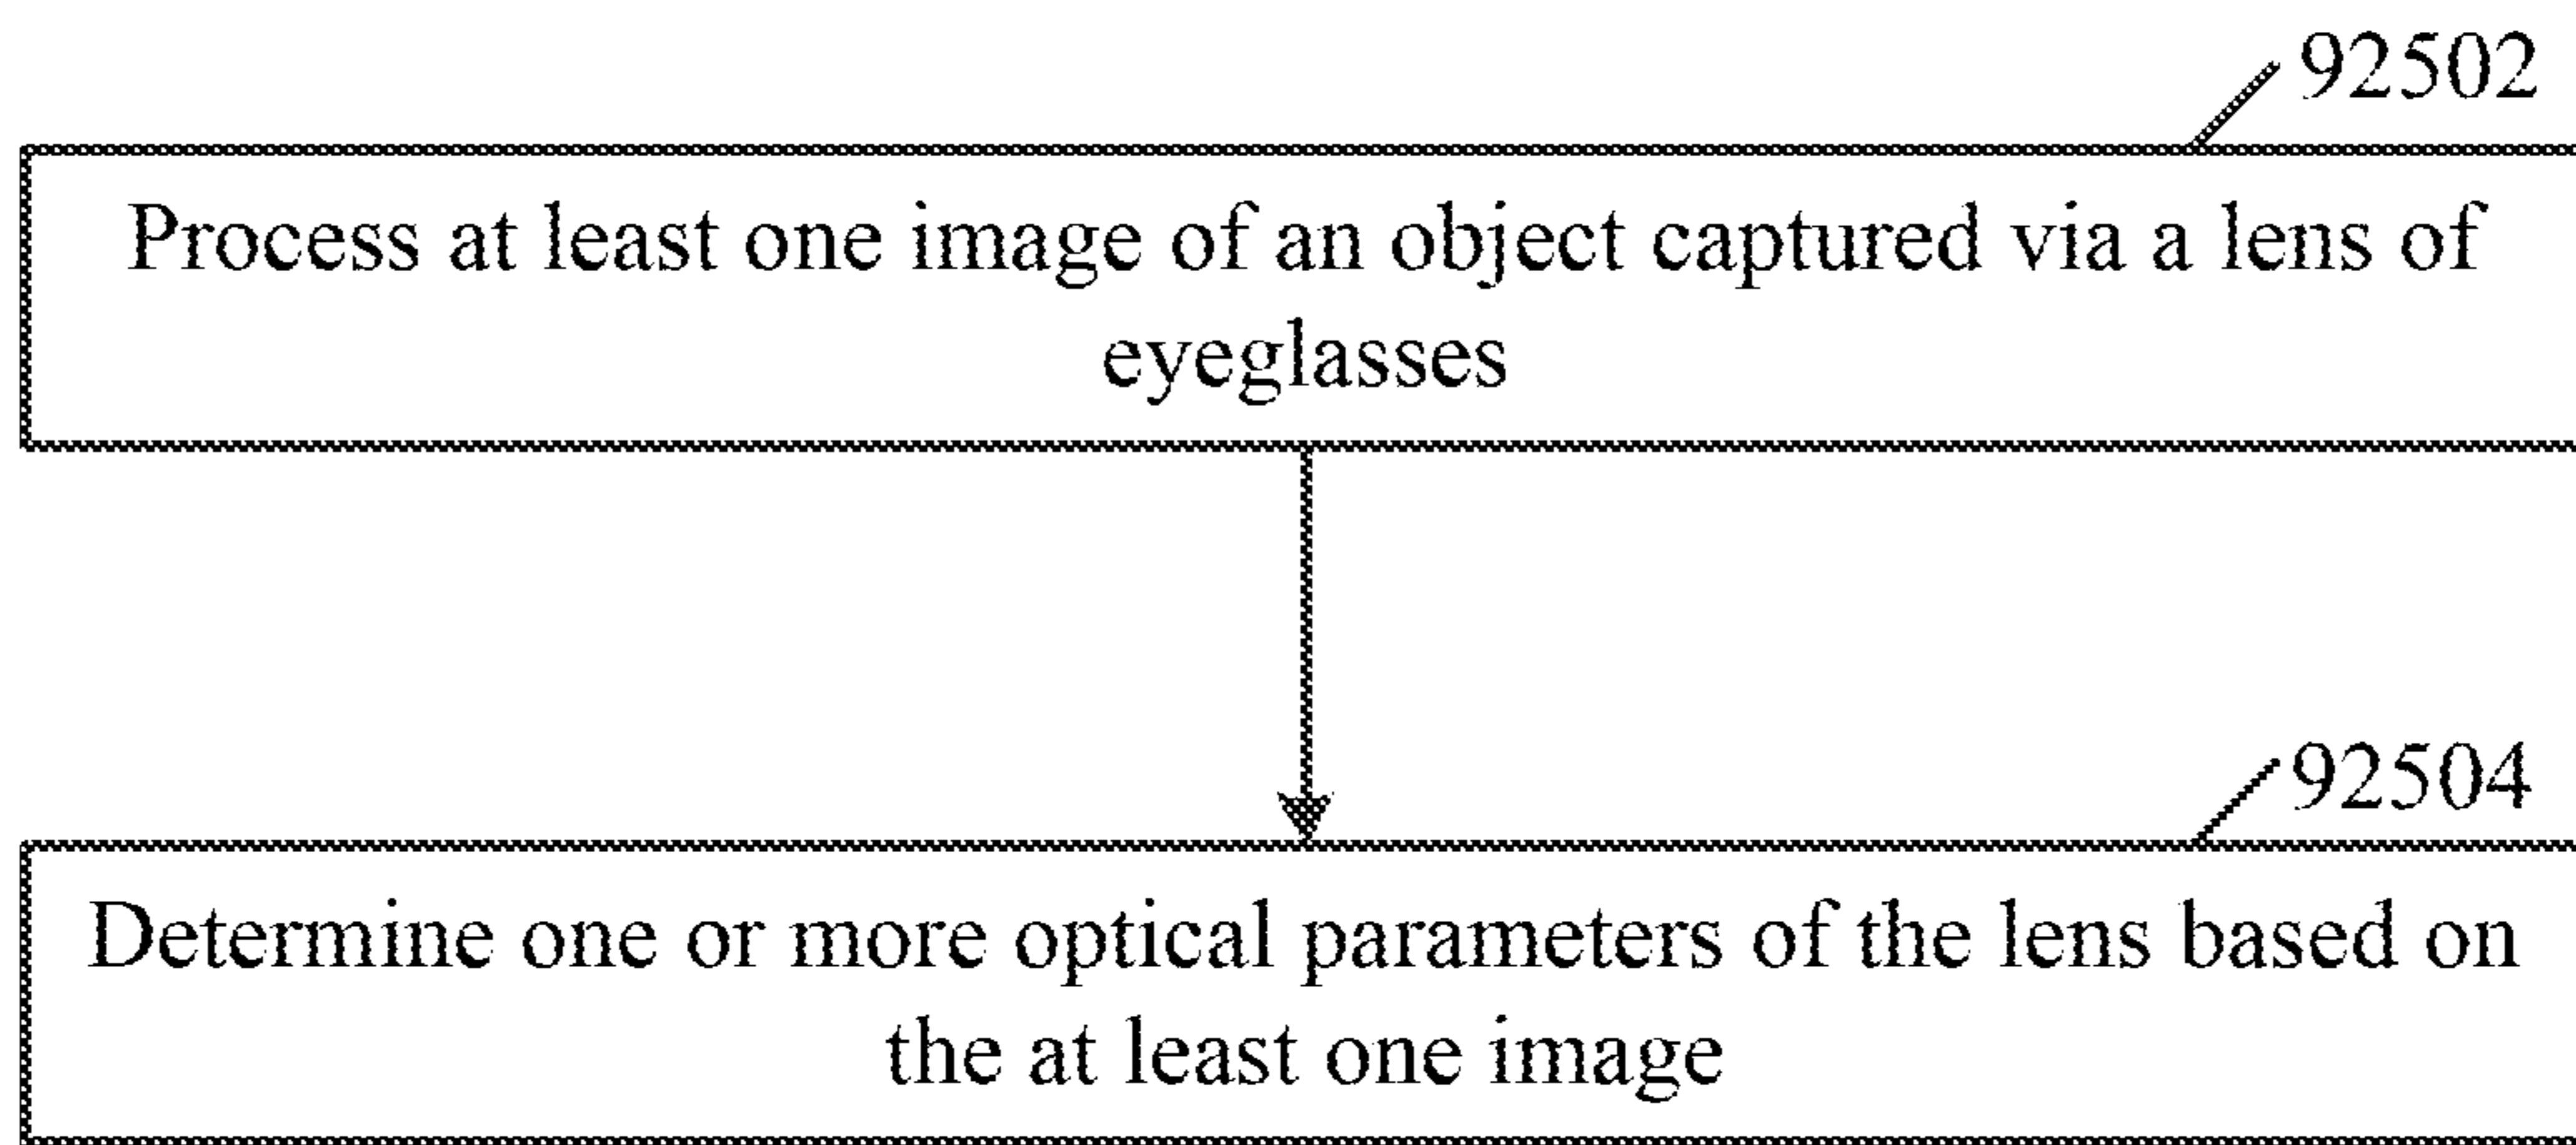 92502
Process at least one image of an object captured via a lens of
eyeglasses
92504
Determine one or more optical parameters of the lens based on
the at least one image